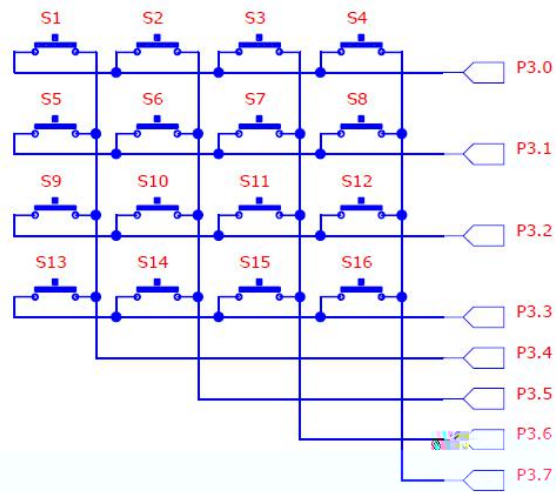 S1 S2 S3 S4
P3.0
S5 S6 S7 S8
P3.1
S9 S10 S11 S12
P3.2
S13 S14 S15 S16
P3.3
P3.4
P3.5
P3.6
P3.7